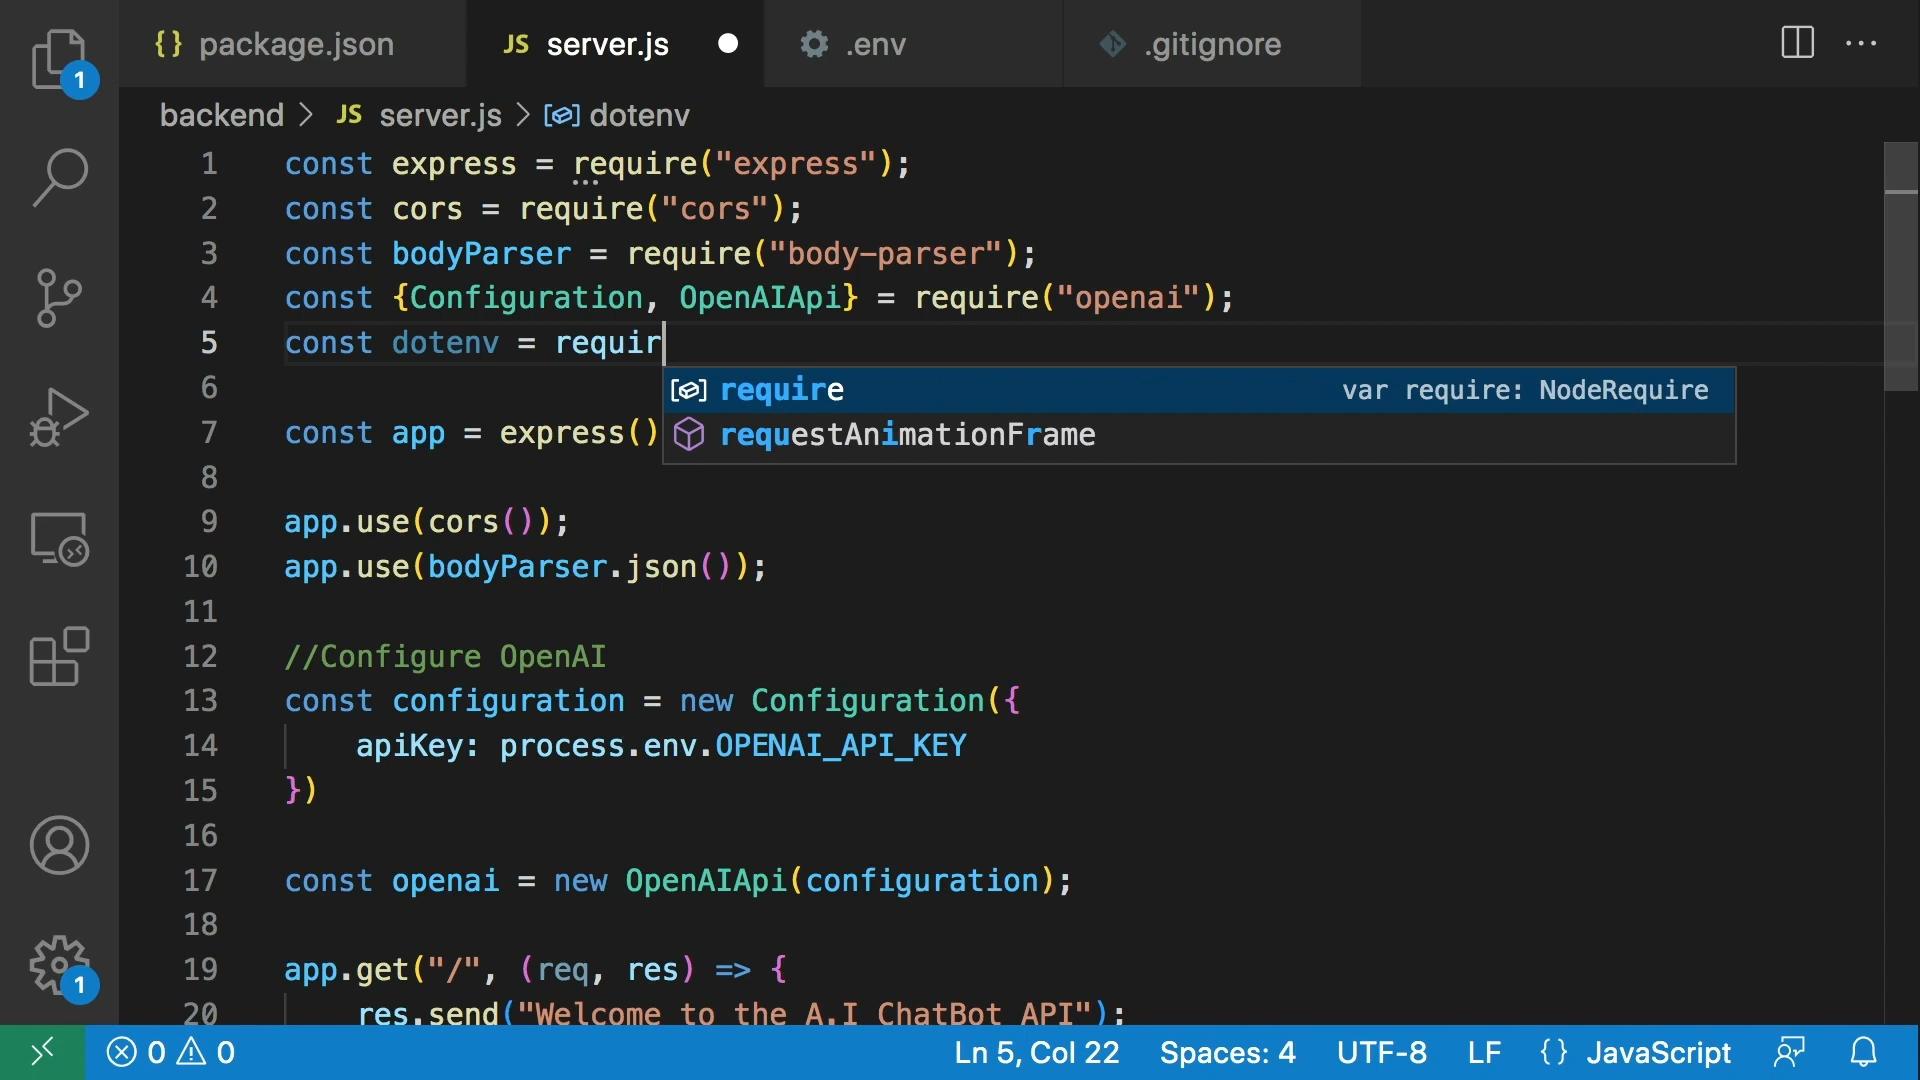 {} package.json
JS server.js
.env
.gitignore
1
backend > JS server.js > dotenv
1 const express = require("express");
2 const cors = require("cors");
3 const bodyParser = require("body-parser");
4 const {Configuration, OpenAIApi} = require("openai");
5 const dotenv = requir
require var require: NodeRequire
requestAnimationFrame
6
7 const app = express()
8
9 app.use(cors());
10 app.use(bodyParser.json());
11
12 //Configure OpenAI
13 const configuration = new Configuration({
14 apiKey: process.env.OPENAI_API_KEY
15 })
16
17 const openai = new OpenAIApi(configuration);
18
19 app.get("/", (req, res) => {
20 res.send("Welcome to the A.I ChatBot API");
1
0 0 Ln 5, Col 22 Spaces: 4 UTF-8 LF {} JavaScript